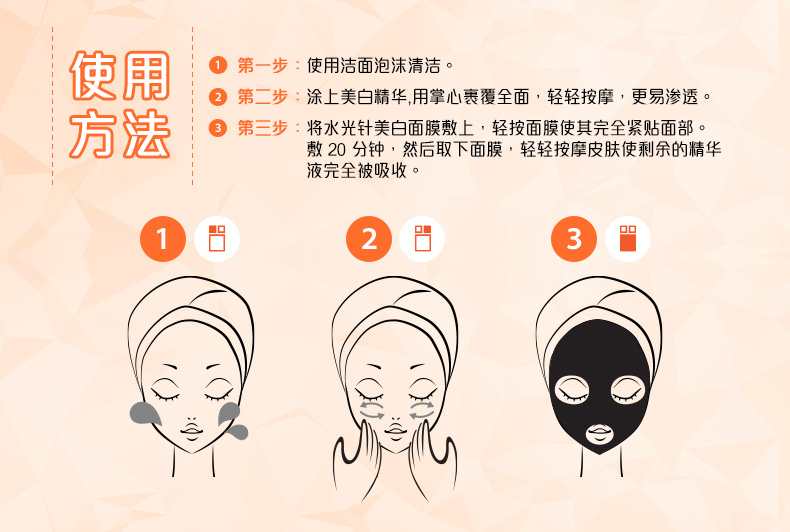 使用
方法
1 第一步：使用洁面泡沫清洁。
2 第二步：涂上美白精华,用掌心裹覆全面，轻轻按摩，更易渗透。
3 第三步：将水光针美白面膜敷上，轻按面膜使其完全紧贴面部。
敷 20 分钟，然后取下面膜，轻轻按摩皮肤使剩余的精华
液完全被吸收。
1
2
3